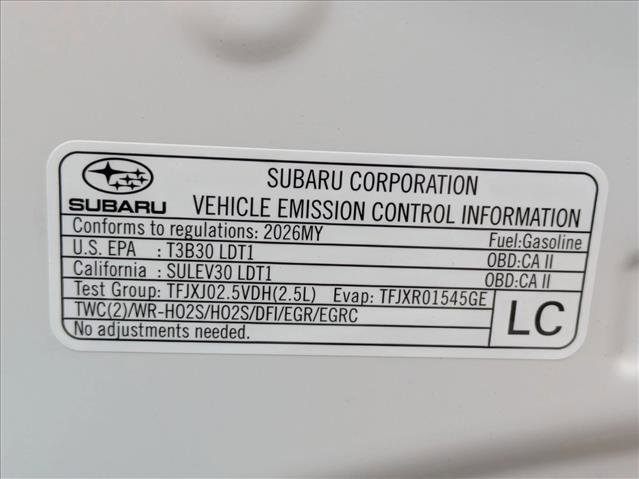 SUBARU
SUBARU CORPORATION
VEHICLE EMISSION CONTROL INFORMATION
Conforms to regulations: 2026MY Fuel:Gasoline
U.S. EPA : T3B30 LDT1 OBD:CA II
California : SULEV30 LDT1 OBD:CA II
Test Group: TFJXJ02.5VDH(2.5L) Evap: TFJXR01545GE
TWC(2)/WR-HO2S/HO2S/DFI/EGR/EGRC
No adjustments needed.
LC